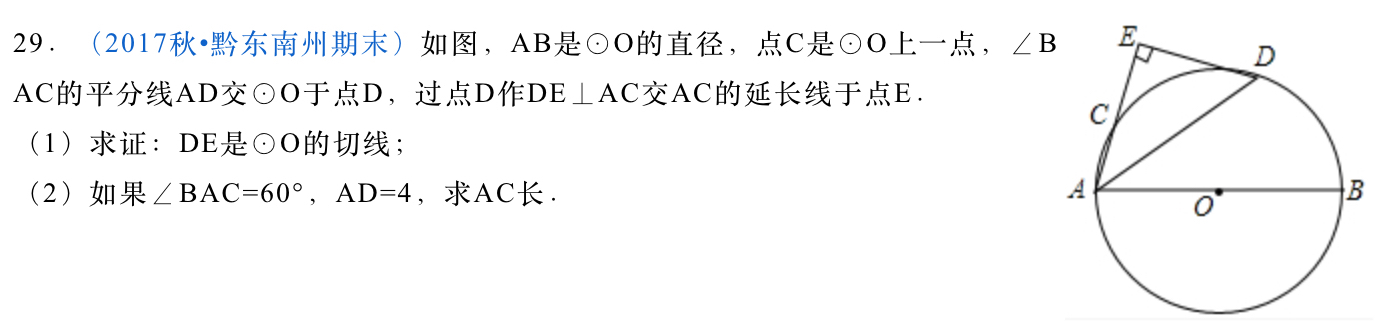 29．（2017秋•黔东南州期末）如图，AB是⊙O的直径，点C是⊙O上一点，∠B
AC的平分线AD交⊙O于点D，过点D作DE⊥AC交AC的延长线于点E．
（1）求证：DE是⊙O的切线；
（2）如果∠BAC=60°，AD=4，求AC长．
E
D
C
A
O
B